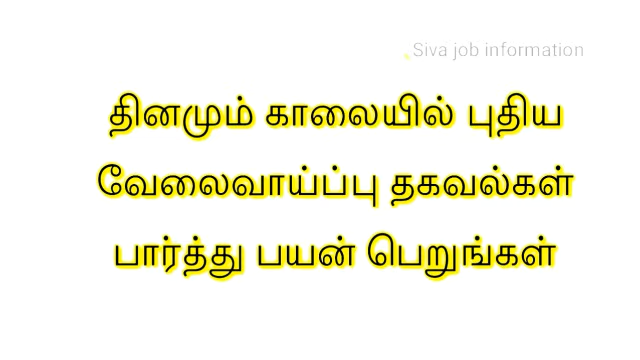 Siva job information
தினமும் காலையில் புதிய
வேலைவாய்ப்பு தகவல்கள்
பார்த்து பயன் பெறுங்கள்